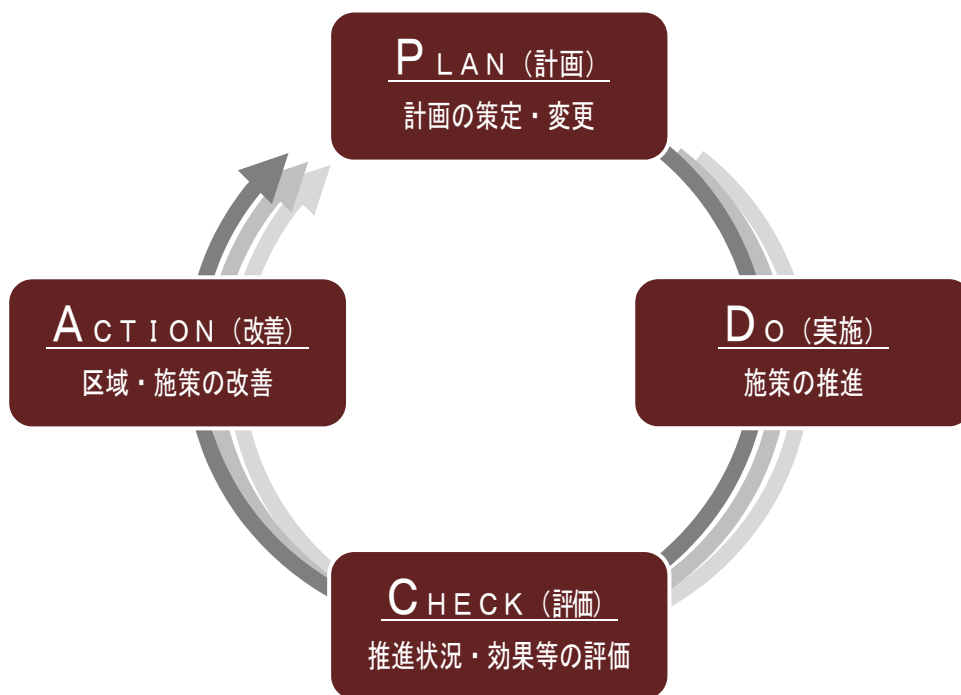 PLAN（計画）
計画の策定・変更
DO（実施）
施策の推進
CHECK（評価）
推進状況・効果等の評価
ACTION（改善）
区域・施策の改善